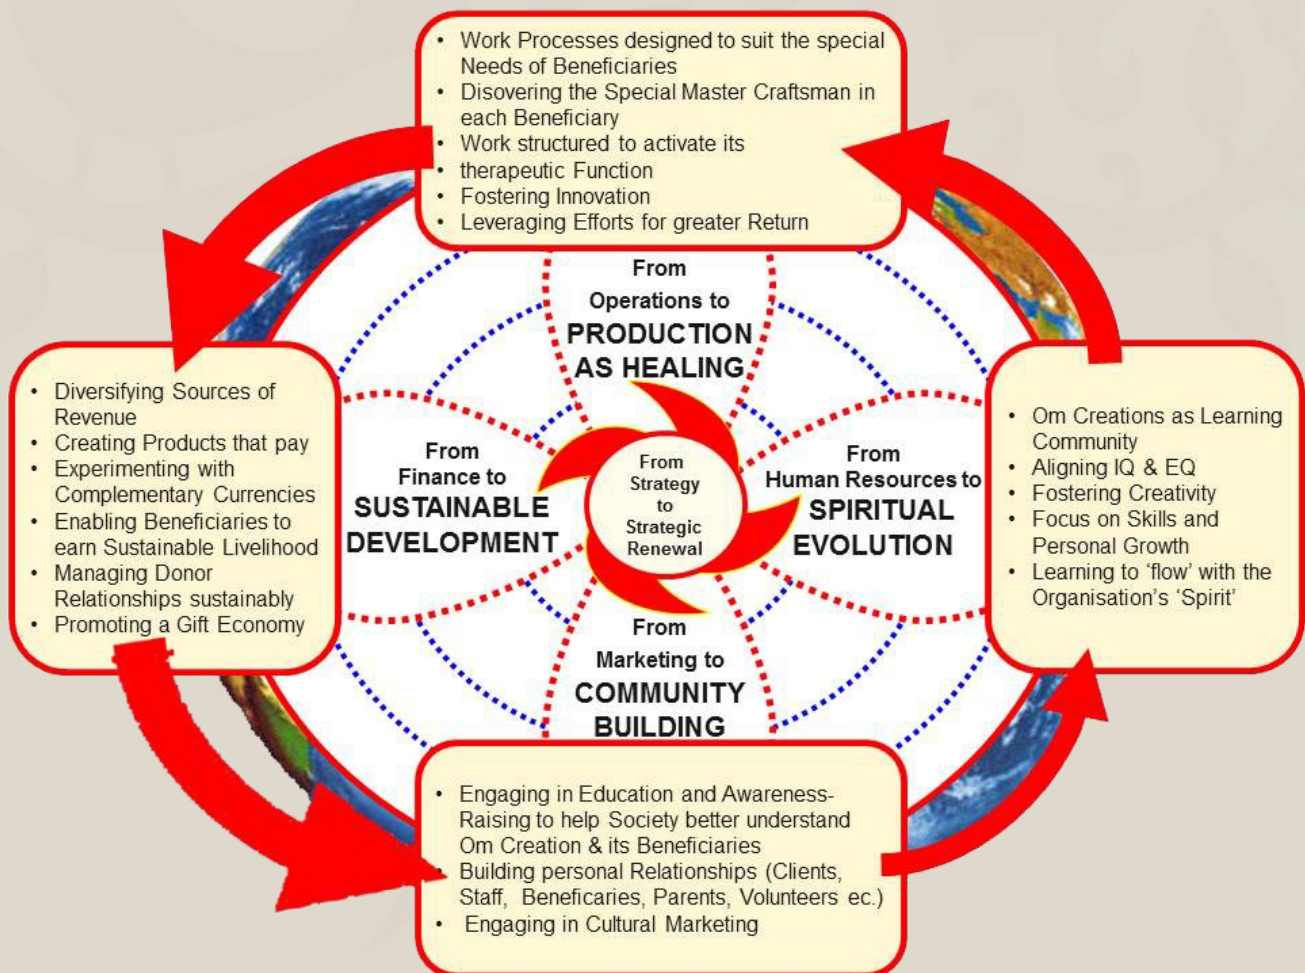 • Work Processes designed to suit the special
Needs of Beneficiaries
• Disovering the Special Master Craftsman in
each Beneficiary
• Work structured to activate its
• therapeutic Function
• Fostering Innovation
• Leveraging Efforts for greater Return
From
Operations to
PRODUCTION
AS HEALING
• Diversifying Sources of
Revenue
• Creating Products that pay
• Experimenting with
Complementary Currencies
• Enabling Beneficiaries to
earn Sustainable Livelihood
• Managing Donor
Relationships sustainably
• Promoting a Gift Economy
From
Finance to
SUSTAINABLE
DEVELOPMENT
From
Strategy
to
Strategic
Renewal
From
Human Resources to
SPIRITUAL
EVOLUTION
• Om Creations as Learning
Community
• Aligning IQ & EQ
• Fostering Creativity
• Focus on Skills and
Personal Growth
• Learning to ‘flow’ with the
Organisation’s ‘Spirit’
From
Marketing to
COMMUNITY
BUILDING
• Engaging in Education and Awareness-
Raising to help Society better understand
Om Creation & its Beneficiaries
• Building personal Relationships (Clients,
Staff, Beneficaries, Parents, Volunteers ec.)
• Engaging in Cultural Marketing